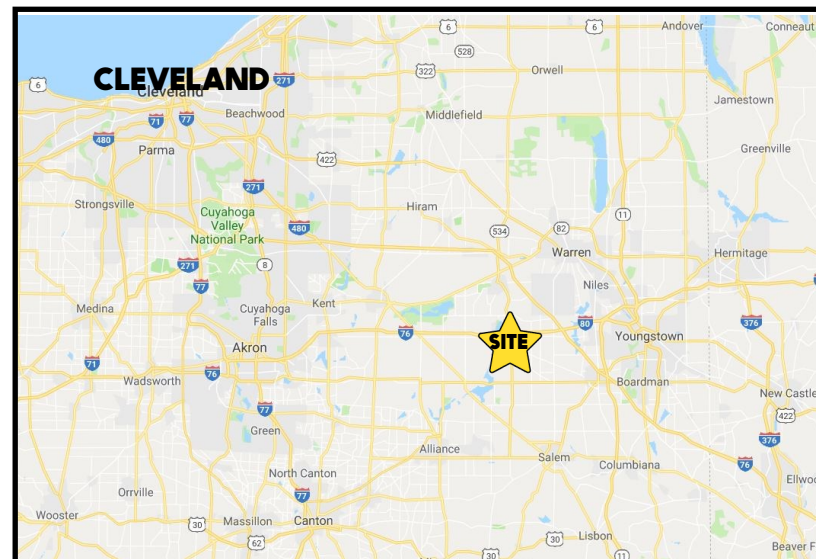 6
6
Andover
Conneaut
528
322
Orwell
CLEVELAND
271
6
Cleveland
Jamestown
71
77
Beachwood
Middlefield
480
Parma
422
Greenville
271
Strongsville
Cuyahoga
Valley
National Park
Hiram
11
480
534
82
8
Warren
Hermitage
271
77
Niles
Medina
Cuyahoga
Falls
Kent
76
SITE
80
376
Youngstown
Akron
71
76
Wadsworth
Boardman
77
New Castle
422
Green
376
Alliance
Salem
Columbiana
76
North Canton
Ellwo
Orrville
77
Wooster
30
Massillon
Canton
30
Lisbon
62
30
11
Beaver F